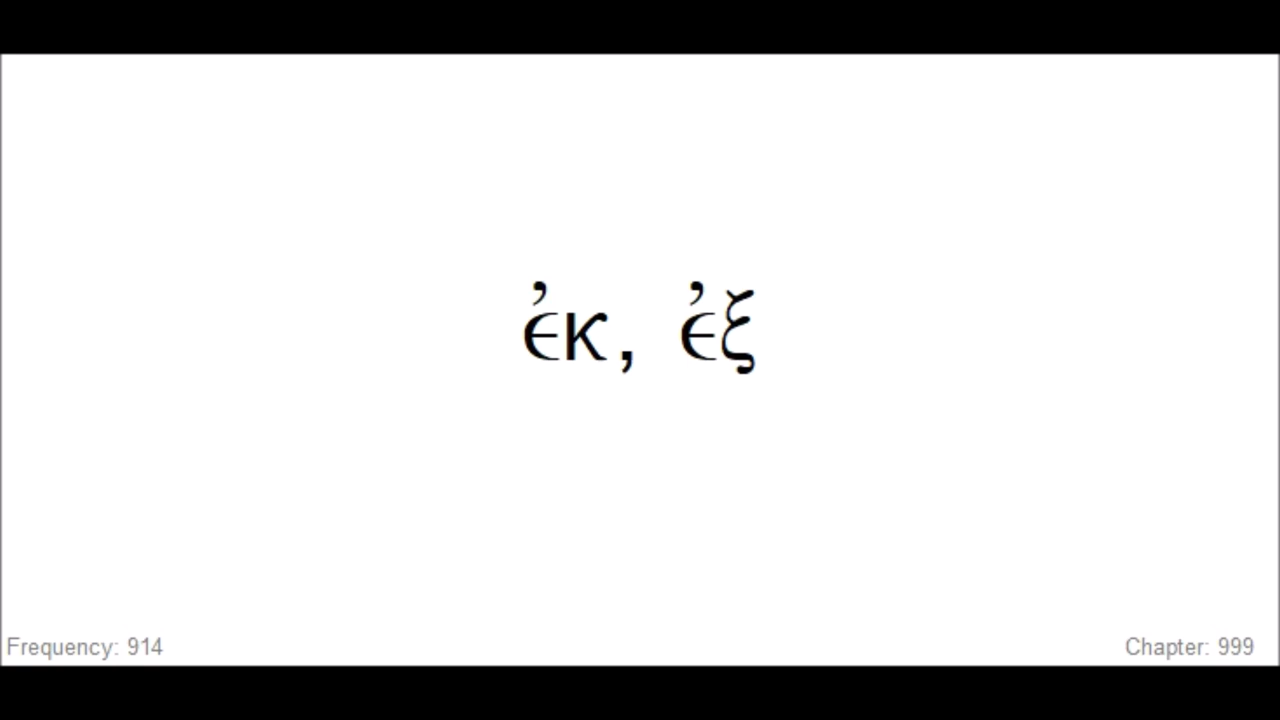 ἐκ, ἐξ
Frequency: 914
Chapter: 999